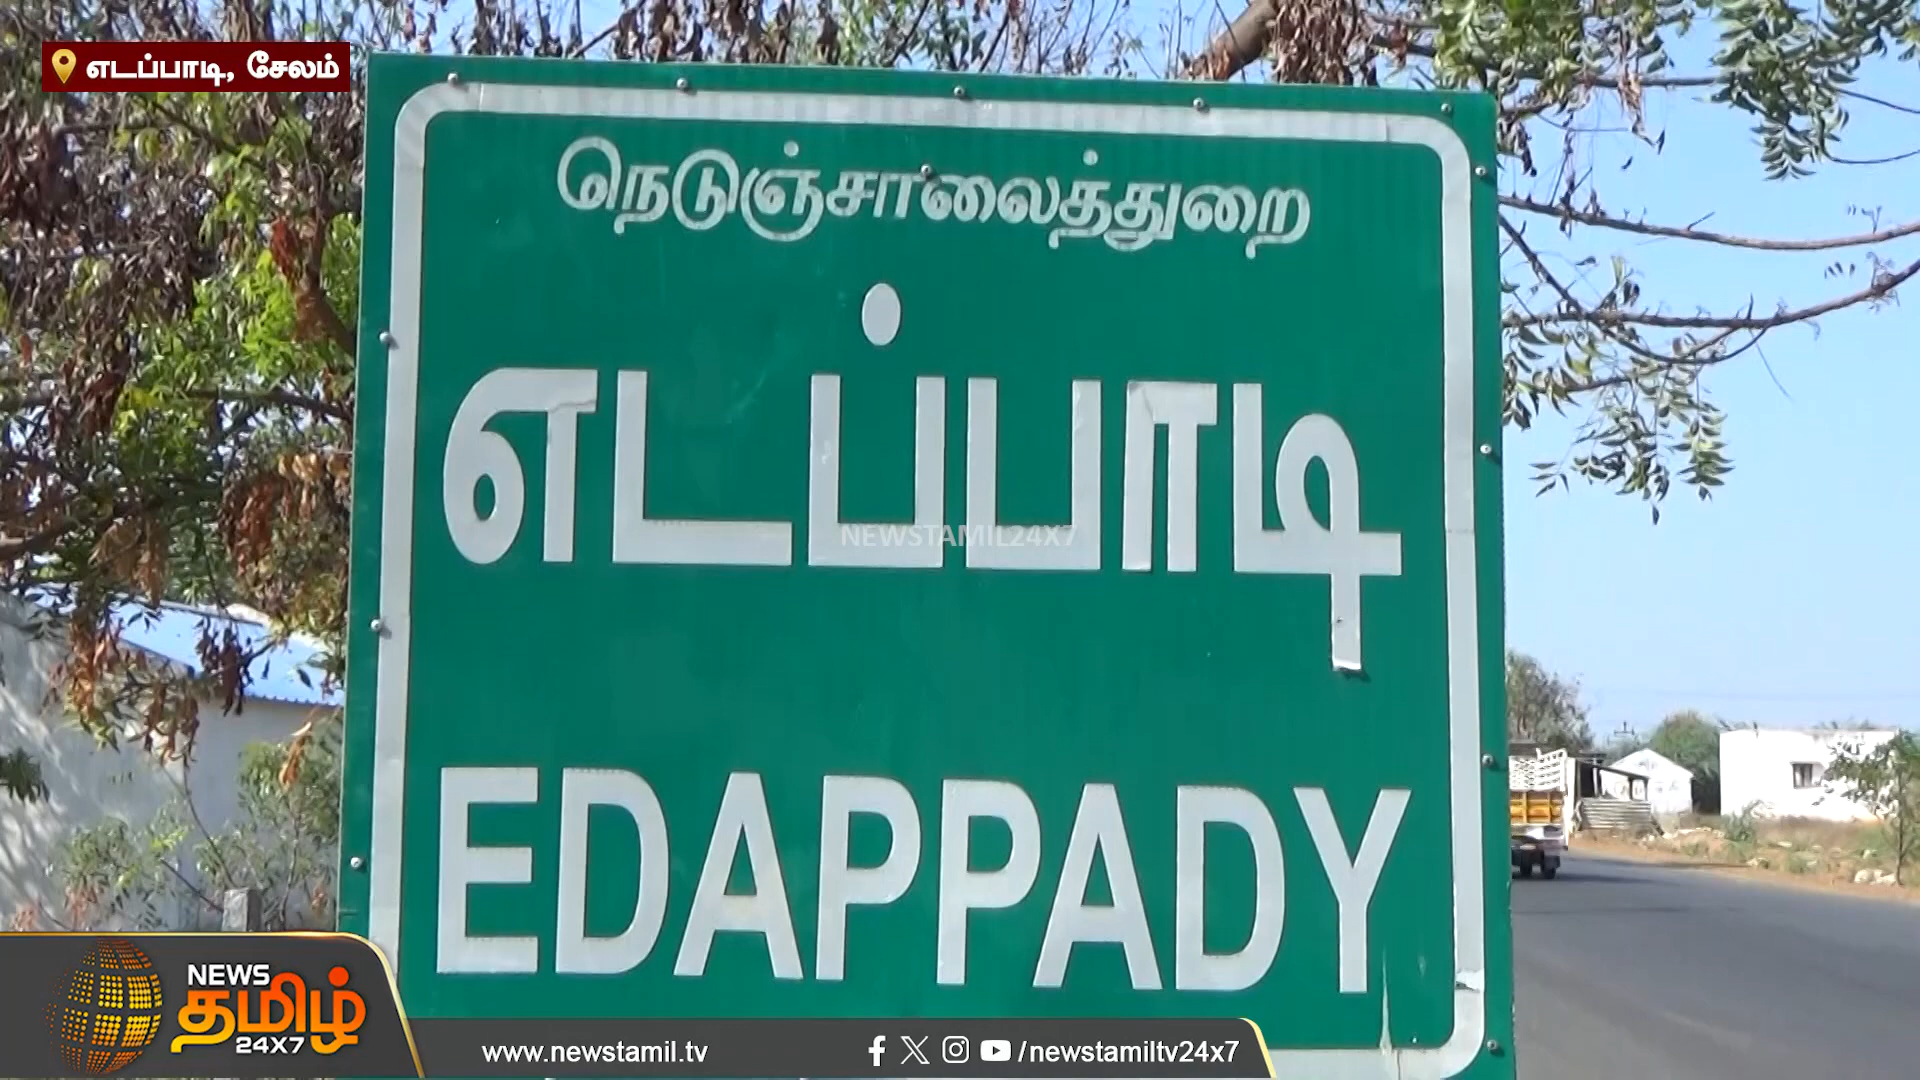 எடப்பாடி, சேலம்
நெடுஞ்சாலைத்துறை
எடப்பாடி
NEWSTAMIL24X7
EDAPPADY
NEWS
தமிழ்
24X7
www.newstamil.tv
/newstamiltv24x7